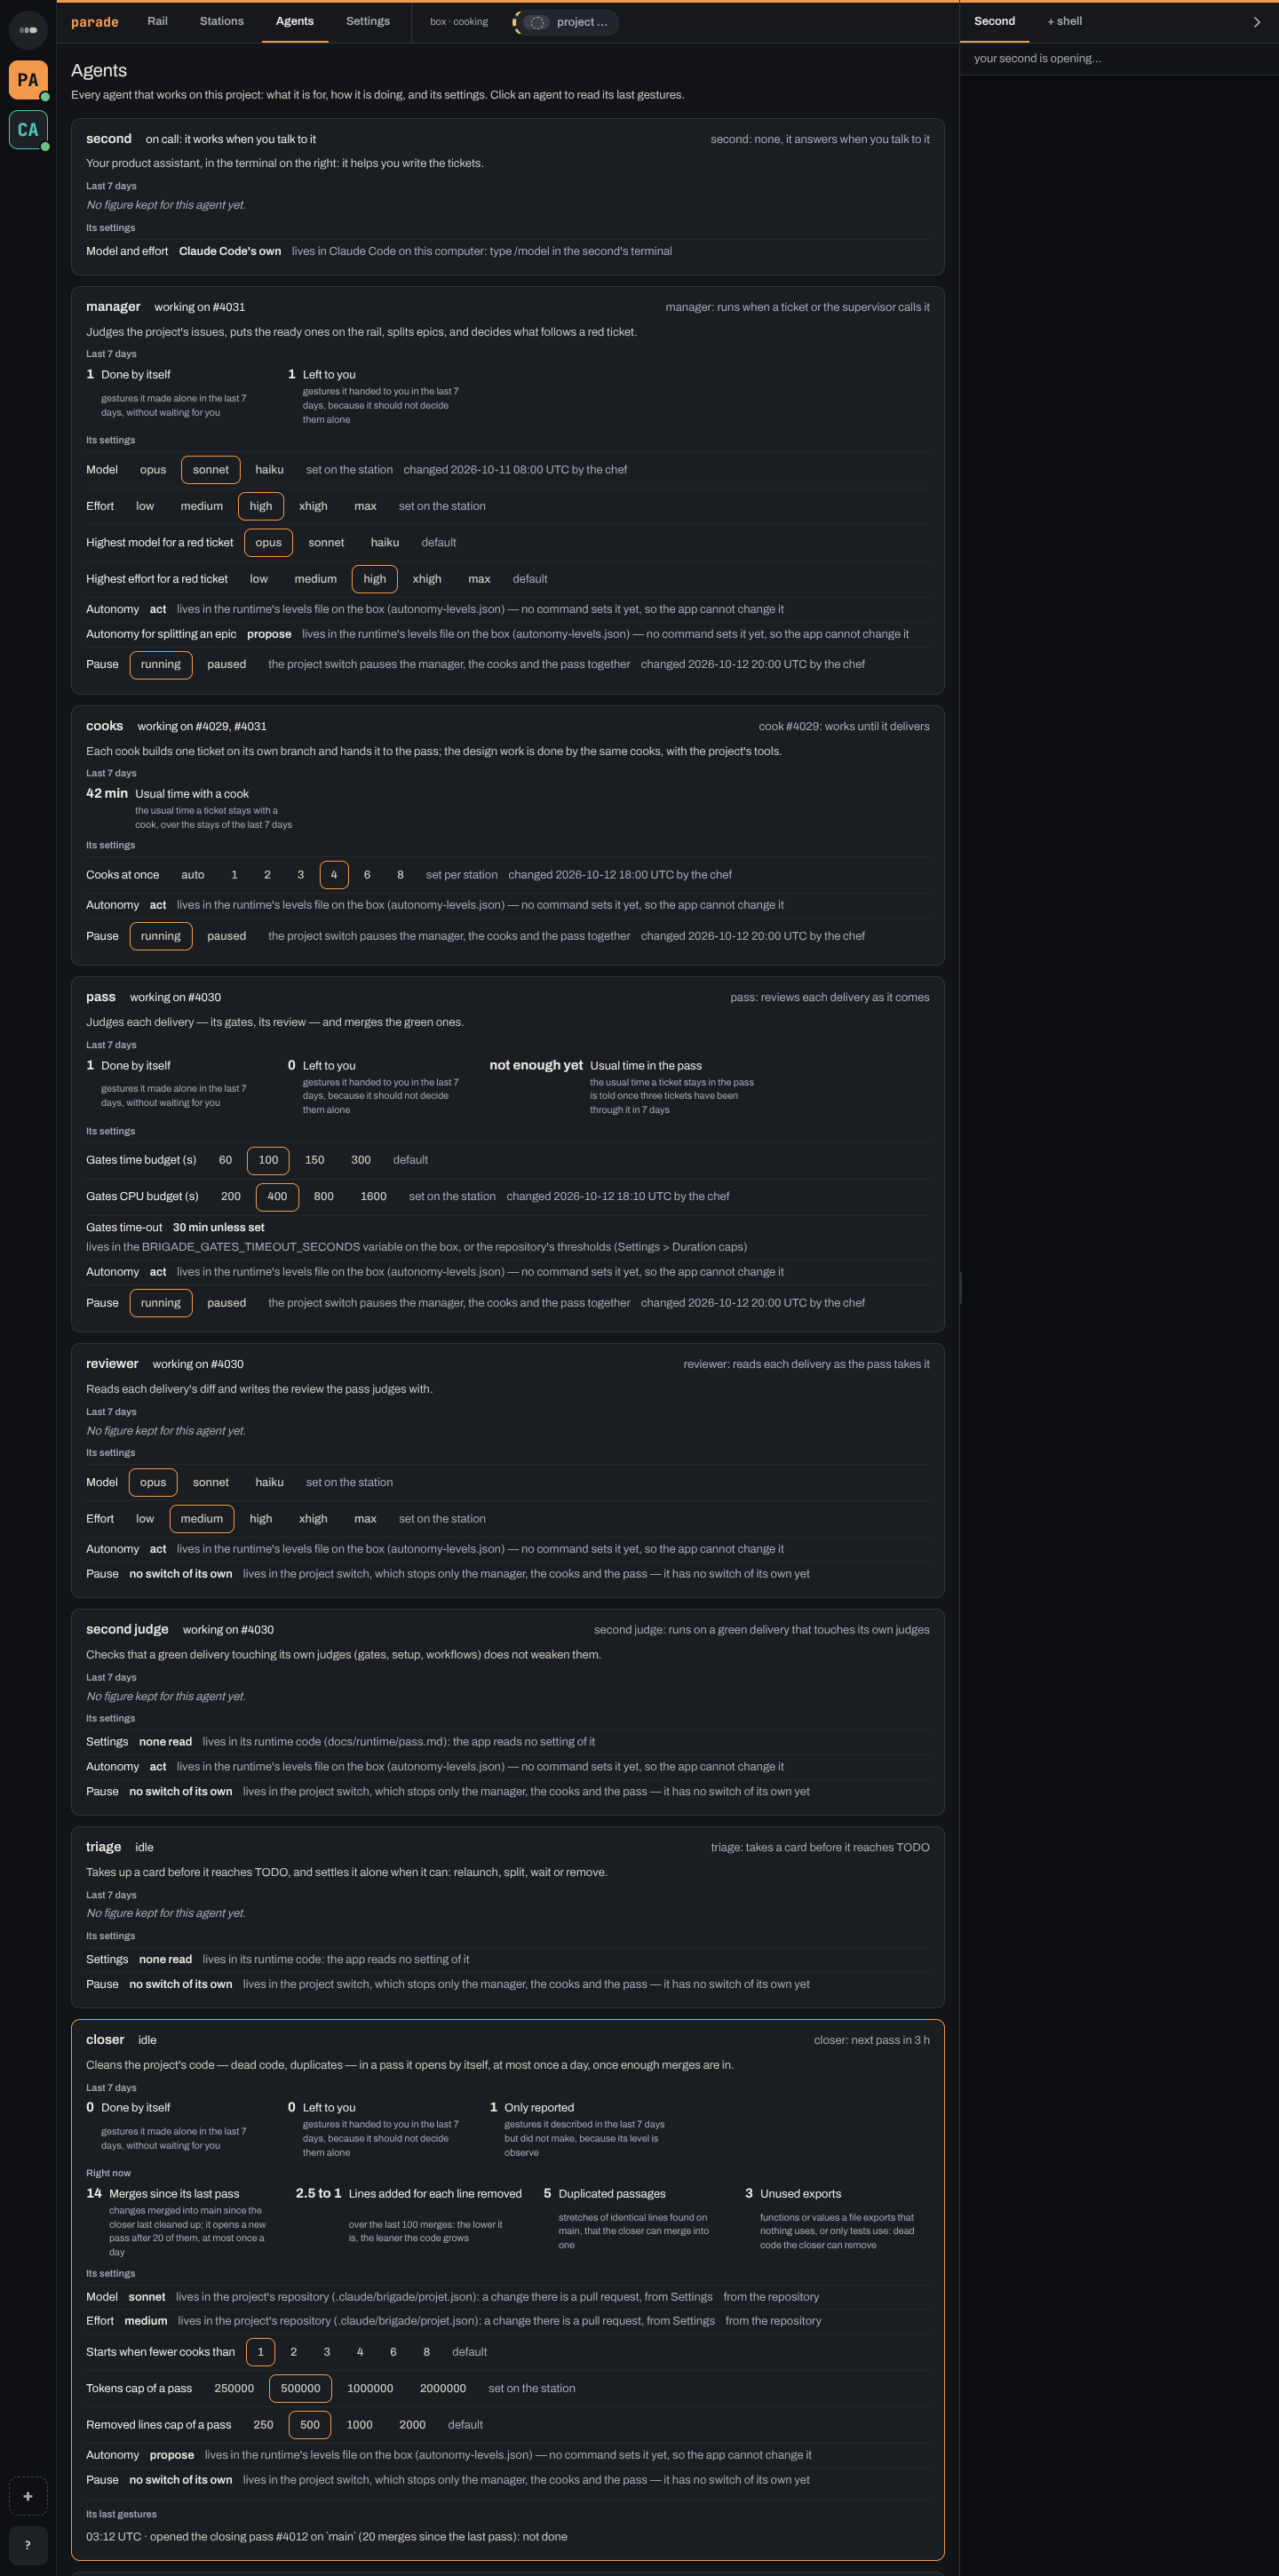 parade Rail Stations Agents Settings box · cooking project ... Second + shell
PA
CA
your second is opening...
Agents
Every agent that works on this project: what it is for, how it is doing, and its settings. Click an agent to read its last gestures.
second on call: it works when you talk to it second: none, it answers when you talk to it
Your product assistant, in the terminal on the right: it helps you write the tickets.
Last 7 days
No figure kept for this agent yet.
Its settings
Model and effort Claude Code's own lives in Claude Code on this computer: type /model in the second's terminal
manager working on #4031 manager: runs when a ticket or the supervisor calls it
Judges the project's issues, puts the ready ones on the rail, splits epics, and decides what follows a red ticket.
Last 7 days
1 Done by itself 1 Left to you
gestures it made alone in the last 7 days, without waiting for you
gestures it handed to you in the last 7 days, because it should not decide them alone
Its settings
Model opus sonnet haiku set on the station changed 2026-10-11 08:00 UTC by the chef
Effort low medium high xhigh max set on the station
Highest model for a red ticket opus sonnet haiku default
Highest effort for a red ticket low medium high xhigh max default
Autonomy act lives in the runtime's levels file on the box (autonomy-levels.json) — no command sets it yet, so the app cannot change it
Autonomy for splitting an epic propose lives in the runtime's levels file on the box (autonomy-levels.json) — no command sets it yet, so the app cannot change it
Pause running paused the project switch pauses the manager, the cooks and the pass together changed 2026-10-12 20:00 UTC by the chef
cooks working on #4029, #4031 cook #4029: works until it delivers
Each cook builds one ticket on its own branch and hands it to the pass; the design work is done by the same cooks, with the project's tools.
Last 7 days
42 min Usual time with a cook
the usual time a ticket stays with a
cook, over the stays of the last 7 days
Its settings
Cooks at once auto 1 2 3 4 6 8 set per station changed 2026-10-12 18:00 UTC by the chef
Autonomy act lives in the runtime's levels file on the box (autonomy-levels.json) — no command sets it yet, so the app cannot change it
Pause running paused the project switch pauses the manager, the cooks and the pass together changed 2026-10-12 20:00 UTC by the chef
pass working on #4030 pass: reviews each delivery as it comes
Judges each delivery — its gates, its review — and merges the green ones.
Last 7 days
1 Done by itself 0 Left to you not enough yet Usual time in the pass
gestures it made alone in the last 7 days, without waiting for you
gestures it handed to you in the last 7 days, because it should not decide them alone
the usual time a ticket stays in the pass is told once three tickets have been through it in 7 days
Its settings
Gates time budget (s) 60 100 150 300 default
Gates CPU budget (s) 200 400 800 1600 set on the station changed 2026-10-12 18:10 UTC by the chef
Gates time-out 30 min unless set
lives in the BRIGADE_GATES_TIMEOUT_SECONDS variable on the box, or the repository's thresholds (Settings > Duration caps)
Autonomy act lives in the runtime's levels file on the box (autonomy-levels.json) — no command sets it yet, so the app cannot change it
Pause running paused the project switch pauses the manager, the cooks and the pass together changed 2026-10-12 20:00 UTC by the chef
reviewer working on #4030 reviewer: reads each delivery as the pass takes it
Reads each delivery's diff and writes the review the pass judges with.
Last 7 days
No figure kept for this agent yet.
Its settings
Model opus sonnet haiku set on the station
Effort low medium high xhigh max set on the station
Autonomy act lives in the runtime's levels file on the box (autonomy-levels.json) — no command sets it yet, so the app cannot change it
Pause no switch of its own lives in the project switch, which stops only the manager, the cooks and the pass — it has no switch of its own yet
second judge working on #4030 second judge: runs on a green delivery that touches its own judges
Checks that a green delivery touching its own judges (gates, setup, workflows) does not weaken them.
Last 7 days
No figure kept for this agent yet.
Its settings
Settings none read lives in its runtime code (docs/runtime/pass.md): the app reads no setting of it
Autonomy act lives in the runtime's levels file on the box (autonomy-levels.json) — no command sets it yet, so the app cannot change it
Pause no switch of its own lives in the project switch, which stops only the manager, the cooks and the pass — it has no switch of its own yet
triage idle triage: takes a card before it reaches TODO
Takes up a card before it reaches TODO, and settles it alone when it can: relaunch, split, wait or remove.
Last 7 days
No figure kept for this agent yet.
Its settings
Settings none read lives in its runtime code: the app reads no setting of it
Pause no switch of its own lives in the project switch, which stops only the manager, the cooks and the pass — it has no switch of its own yet
closer idle closer: next pass in 3 h
Cleans the project's code — dead code, duplicates — in a pass it opens by itself, at most once a day, once enough merges are in.
Last 7 days
0 Done by itself 0 Left to you 1 Only reported
gestures it made alone in the last 7 days, without waiting for you
gestures it handed to you in the last 7 days, because it should not decide them alone
gestures it described in the last 7 days but did not make, because its level is observe
Right now
14 Merges since its last pass 2.5 to 1 Lines added for each line removed 5 Duplicated passages 3 Unused exports
changes merged into main since the closer last cleaned up; it opens a new pass after 20 of them, at most once a day
over the last 100 merges: the lower it is, the leaner the code grows
stretches of identical lines found on main, that the closer can merge into one
functions or values a file exports that nothing uses, or only tests use: dead code the closer can remove
Its settings
Model sonnet lives in the project's repository (.claude/brigade/projet.json): a change there is a pull request, from Settings from the repository
Effort medium lives in the project's repository (.claude/brigade/projet.json): a change there is a pull request, from Settings from the repository
Starts when fewer cooks than 1 2 3 4 6 8 default
Tokens cap of a pass 250000 500000 1000000 2000000 set on the station
Removed lines cap of a pass 250 500 1000 2000 default
Autonomy propose lives in the runtime's levels file on the box (autonomy-levels.json) — no command sets it yet, so the app cannot change it
Pause no switch of its own lives in the project switch, which stops only the manager, the cooks and the pass — it has no switch of its own yet
Its last gestures
03:12 UTC · opened the closing pass #4012 on `main` (20 merges since the last pass): not done
+
?